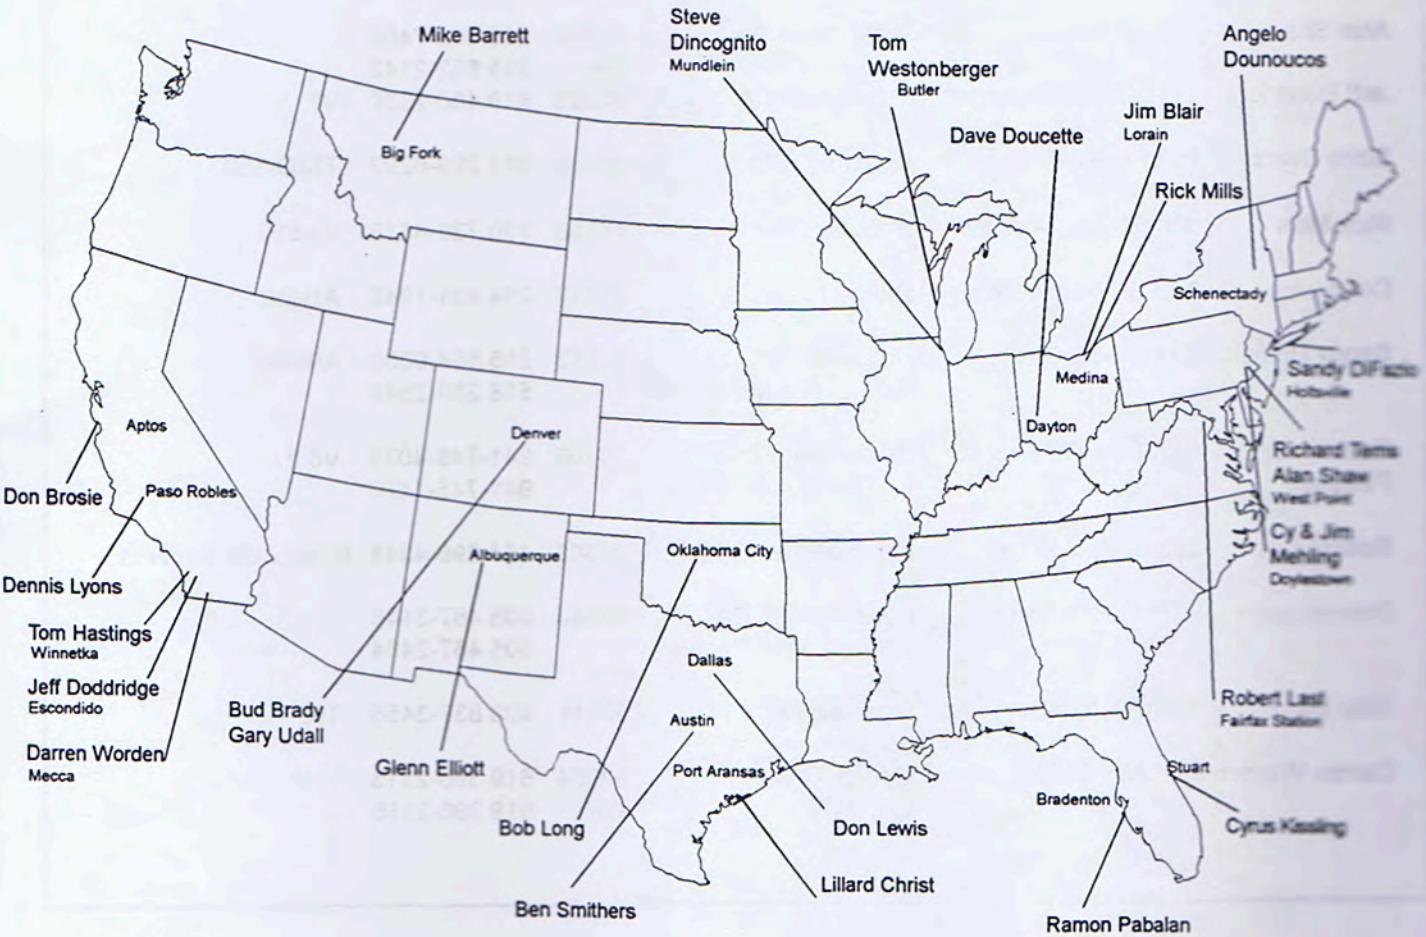 Steve
Dincognito
Mundlein
Mike Barrett
Tom
Westonberger
Butler
Angelo
Dounoucos
Jim Blair
Lorain
Dave Doucette
Rick Mills
Big Fork
Schenectady
Medina
Sandy DiFazio
Holtsville
Aptos
Denver
Dayton
Richard Tems
Alan Shaw
West Point
Don Brosie
Paso Robles
Albuquerque
Oklahoma City
Cy & Jim
Mehling
Doylestown
Dennis Lyons
Tom Hastings
Winnetka
Dallas
Jeff Doddridge
Escondido
Bud Brady
Gary Udall
Austin
Robert Last
Fairfax Station
Darren Worden
Mecca
Glenn Elliott
Port Aransas
Stuart
Bradenton
Bob Long
Don Lewis
Cyrus Kissling
Lillard Christ
Ben Smithers
Ramon Pabalan